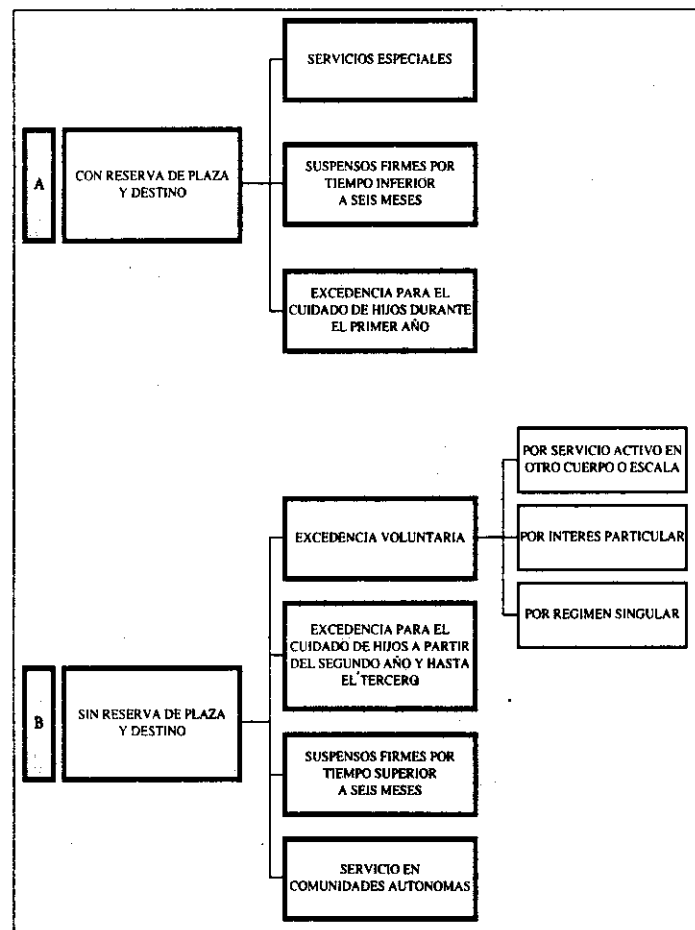 A
CON RESERVA DE PLAZA
Y DESTINO
SERVICIOS ESPECIALES
SUSPENSOS FIRMES POR
TIEMPO INFERIOR
A SEIS MESES
EXCEDENCIA PARA EL
CUIDADO DE HIJOS DURANTE
EL PRIMER AÑO
B
SIN RESERVA DE PLAZA
Y DESTINO
EXCEDENCIA VOLUNTARIA
POR SERVICIO ACTIVO EN
OTRO CUERPO O ESCALA
POR INTERES PARTICULAR
POR REGIMEN SINGULAR
EXCEDENCIA PARA EL
CUIDADO DE HIJOS A PARTIR
DEL SEGUNDO AÑO Y HASTA
EL TERCERO
SUSPENSOS FIRMES POR
TIEMPO SUPERIOR
A SEIS MESES
SERVICIO EN
COMUNIDADES AUTONOMAS